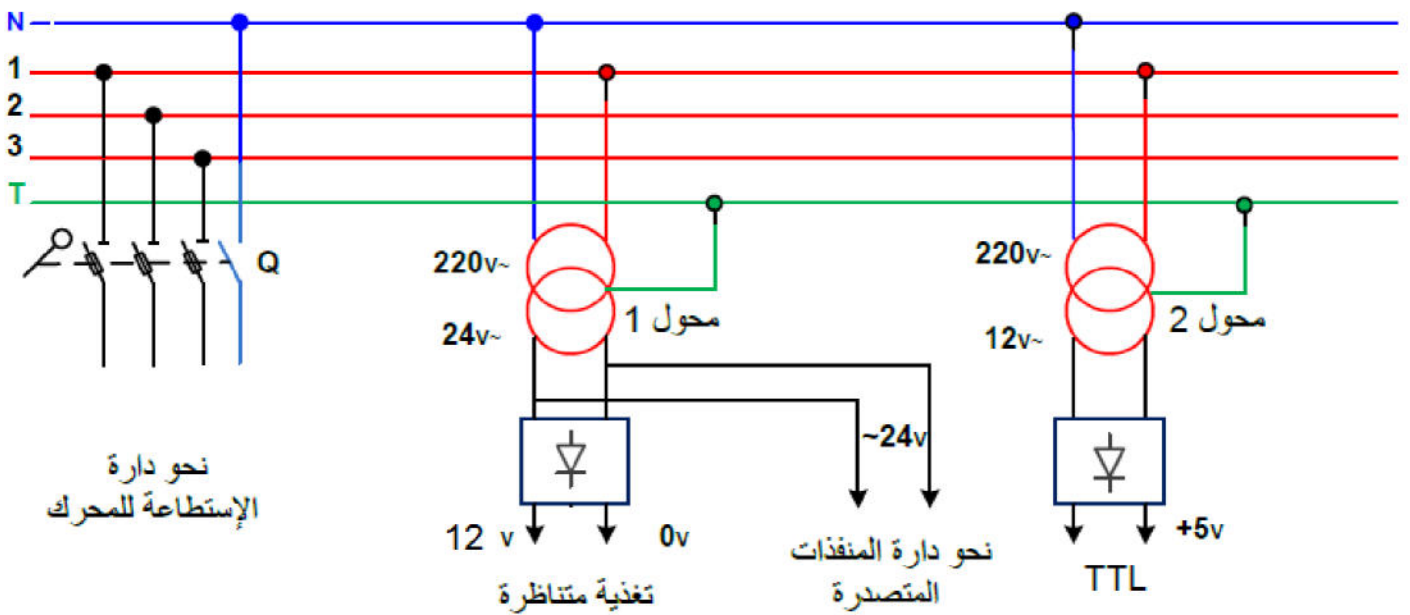 N
1
2
3
T
Q
220v~
محول 1
24v~
220v~
محول 2
12v~
~24v
نحو دارة
الإستطاعة للمحرك
12 v
0v
تغذية متناظرة
نحو دارة المنفذات
المتصدرة
+5v
TTL